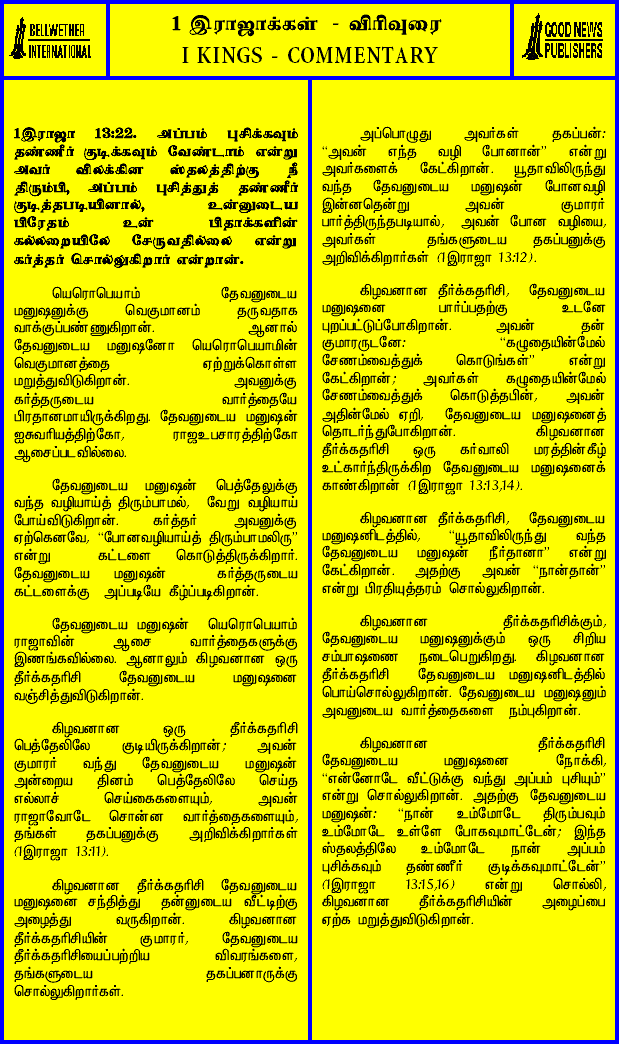 BELLWETHER
INTERNATIONAL
1 இராஜாக்கள் - விரிவுரை
I KINGS - COMMENTARY
GOOD NEWS
PUBLISHERS
1இராஜா 13:22. அப்பம் புசிக்கவும்
தண்ணீர் குடிக்கவும் வேண்டாம் என்று
அவர் விலக்கின ஸ்தலத்திற்கு நீ
திரும்பி, அப்பம் புசித்துத் தண்ணீர்
குடித்தபடியினால், உன்னுடைய
பிரேதம் உன் பிதாக்களின்
கல்லறையிலே சேருவதில்லை என்று
கர்த்தர் சொல்லுகிறார் என்றான்.
யெரொபெயாம் தேவனுடைய
மனுஷனுக்கு வெகுமானம் தருவதாக
வாக்குப்பண்ணுகிறான். ஆனால்
தேவனுடைய மனுஷனோ யெரொபெயாமின்
வெகுமானத்தை ஏற்றுக்கொள்ள
மறுத்துவிடுகிறான். அவனுக்கு
கர்த்தருடைய வார்த்தையே
பிரதானமாயிருக்கிறது. தேவனுடைய மனுஷன்
ஐசுவரியத்திற்கோ, ராஜஉபசாரத்திற்கோ
ஆசைப்படவில்லை.
தேவனுடைய மனுஷன் பெத்தேலுக்கு
வந்த வழியாய்த் திரும்பாமல், வேறு வழியாய்
போய்விடுகிறான். கர்த்தர் அவனுக்கு
ஏற்கெனவே, “போனவழியாய்த் திரும்பாமலிரு”
என்று கட்டளை கொடுத்திருக்கிறார்.
தேவனுடைய மனுஷன் கர்த்தருடைய
கட்டளைக்கு அப்படியே கீழ்ப்படிகிறான்.
தேவனுடைய மனுஷன் யெரொபெயாம்
ராஜாவின் ஆசை வார்த்தைகளுக்கு
இணங்கவில்லை. ஆனாலும் கிழவனான ஒரு
தீர்க்கதரிசி தேவனுடைய மனுஷனை
வஞ்சித்துவிடுகிறான்.
கிழவனான ஒரு தீர்க்கதரிசி
பெத்தேலிலே குடியிருக்கிறான்; அவன்
குமாரர் வந்து தேவனுடைய மனுஷன்
அன்றைய தினம் பெத்தேலிலே செய்த
எல்லாச் செய்கைகளையும், அவன்
ராஜாவோடே சொன்ன வார்த்தைகளையும்,
தங்கள் தகப்பனுக்கு அறிவிக்கிறார்கள்
(1இராஜா 13:11).
கிழவனான தீர்க்கதரிசி தேவனுடைய
மனுஷனை சந்தித்து தன்னுடைய வீட்டிற்கு
அழைத்து வருகிறான். கிழவனான
தீர்க்கதரிசியின் குமாரர், தேவனுடைய
தீர்க்கதரிசியைப்பற்றிய விவரங்களை,
தங்களுடைய தகப்பனாருக்கு
சொல்லுகிறார்கள்.
அப்பொழுது அவர்கள் தகப்பன்:
“அவன் எந்த வழி போனான்” என்று
அவர்களைக் கேட்கிறான். யூதாவிலிருந்து
வந்த தேவனுடைய மனுஷன் போனவழி
இன்னதென்று அவன் குமாரர்
பார்த்திருந்தபடியால், அவன் போன வழியை,
அவர்கள் தங்களுடைய தகப்பனுக்கு
அறிவிக்கிறார்கள் (1இராஜா 13:12).
கிழவனான தீர்க்கதரிசி, தேவனுடைய
மனுஷனை பார்ப்பதற்கு உடனே
புறப்பட்டுப்போகிறான். அவன் தன்
குமாரருடனே: “கழுதையின்மேல்
சேணம்வைத்துக் கொடுங்கள்” என்று
கேட்கிறான்; அவர்கள் கழுதையின்மேல்
சேணம்வைத்துக் கொடுத்தபின், அவன்
அதின்மேல் ஏறி, தேவனுடைய மனுஷனைத்
தொடர்ந்துபோகிறான். கிழவனான
தீர்க்கதரிசி ஒரு கர்வாலி மரத்தின்கீழ்
உட்கார்ந்திருக்கிற தேவனுடைய மனுஷனைக்
காண்கிறான் (1இராஜா 13:13,14).
கிழவனான தீர்க்கதரிசி, தேவனுடைய
மனுஷனிடத்தில், “யூதாவிலிருந்து வந்த
தேவனுடைய மனுஷன் நீர்தானா” என்று
கேட்கிறான். அதற்கு அவன் “நான்தான்”
என்று பிரதியுத்தரம் சொல்லுகிறான்.
கிழவனான தீர்க்கதரிசிக்கும்,
தேவனுடைய மனுஷனுக்கும் ஒரு சிறிய
சம்பாஷணை நடைபெறுகிறது. கிழவனான
தீர்க்கதரிசி தேவனுடைய மனுஷனிடத்தில்
பொய்சொல்லுகிறான். தேவனுடைய மனுஷனும்
அவனுடைய வார்த்தைகளை நம்புகிறான்.
கிழவனான தீர்க்கதரிசி
தேவனுடைய மனுஷனை நோக்கி,
“என்னோடே வீட்டுக்கு வந்து அப்பம் புசியும்”
என்று சொல்லுகிறான். அதற்கு தேவனுடைய
மனுஷன்: “நான் உம்மோடே திரும்பவும்
உம்மோடே உள்ளே போகவுமாட்டேன்; இந்த
ஸ்தலத்திலே உம்மோடே நான் அப்பம்
புசிக்கவும் தண்ணீர் குடிக்கவுமாட்டேன்”
(1இராஜா 13:15,16) என்று சொல்லி,
கிழவனான தீர்க்கதரிசியின் அழைப்பை
ஏற்க மறுத்துவிடுகிறான்.